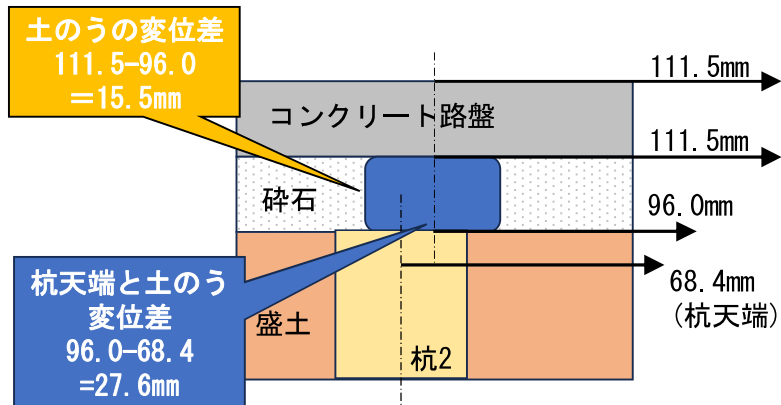 土のうの変位差
111.5−96.0
＝15.5mm
111.5mm
コンクリート路盤
111.5mm
砕石
96.0mm
杭天端と土のう
変位差
96.0−68.4
=27.6mm
盛土
68.4mm
(杭天端)
杭2